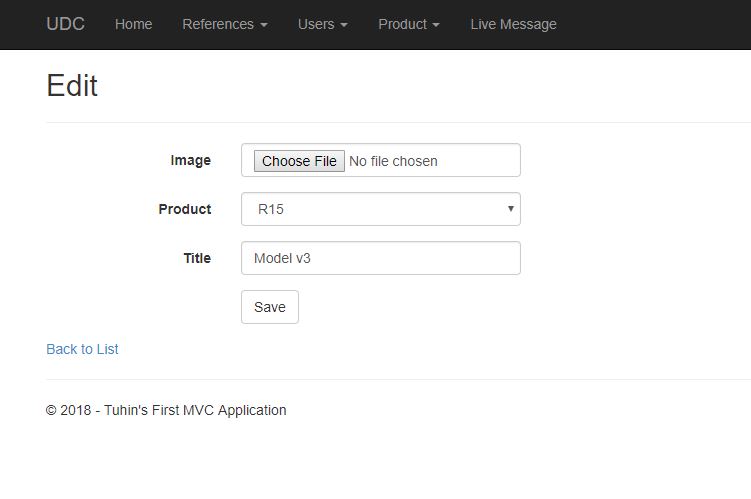 UDC Home References Users Product Live Message
Edit
Image Choose File No file chosen
Product R15
Title Model v3
Save
Back to List
© 2018 - Tuhin's First MVC Application